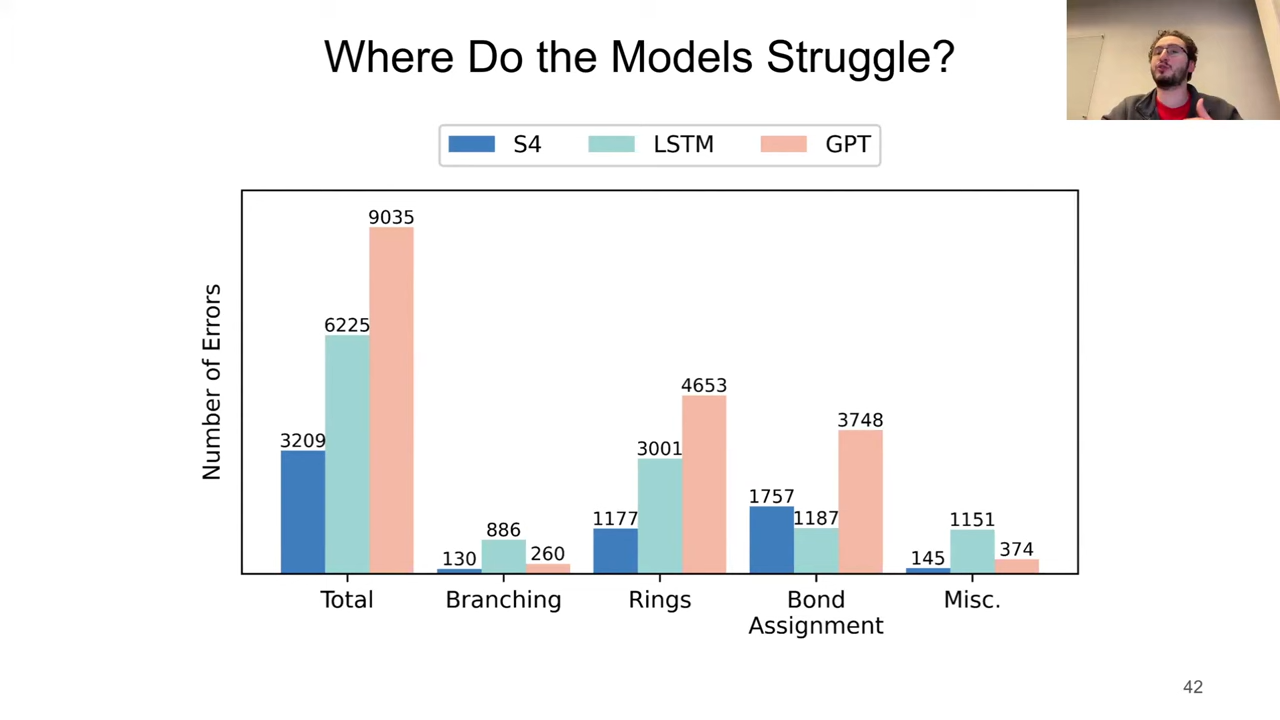 Where Do the Models Struggle?
S4 LSTM GPT
Number of Errors
3209 6225 9035
130 886 260
1177 3001 4653
1757 1187 3748
145 1151 374
Total Branching Rings Bond Assignment Misc.
42